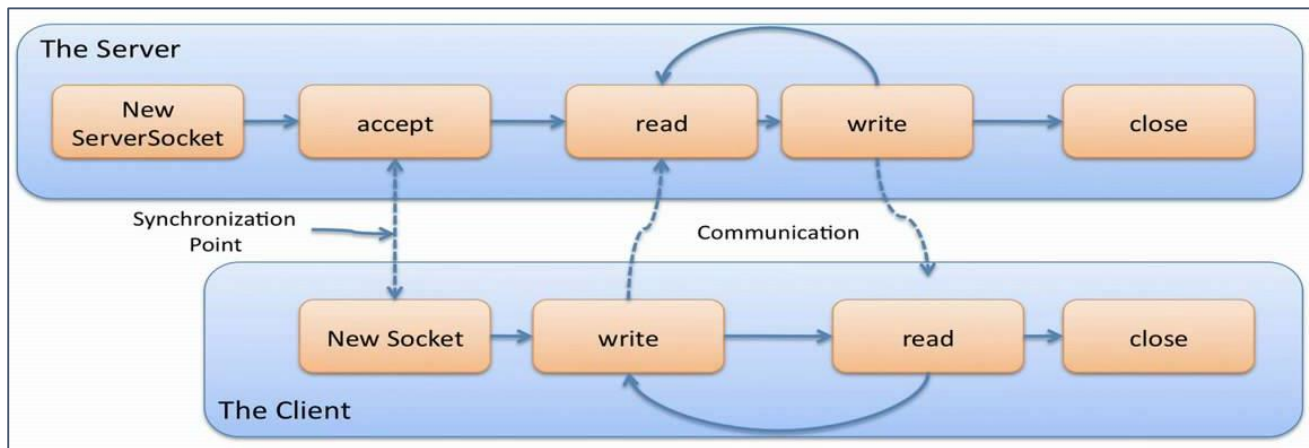 The Server
New
ServerSocket
accept
read
write
close
Synchronization
Point
Communication
New Socket
write
read
close
The Client